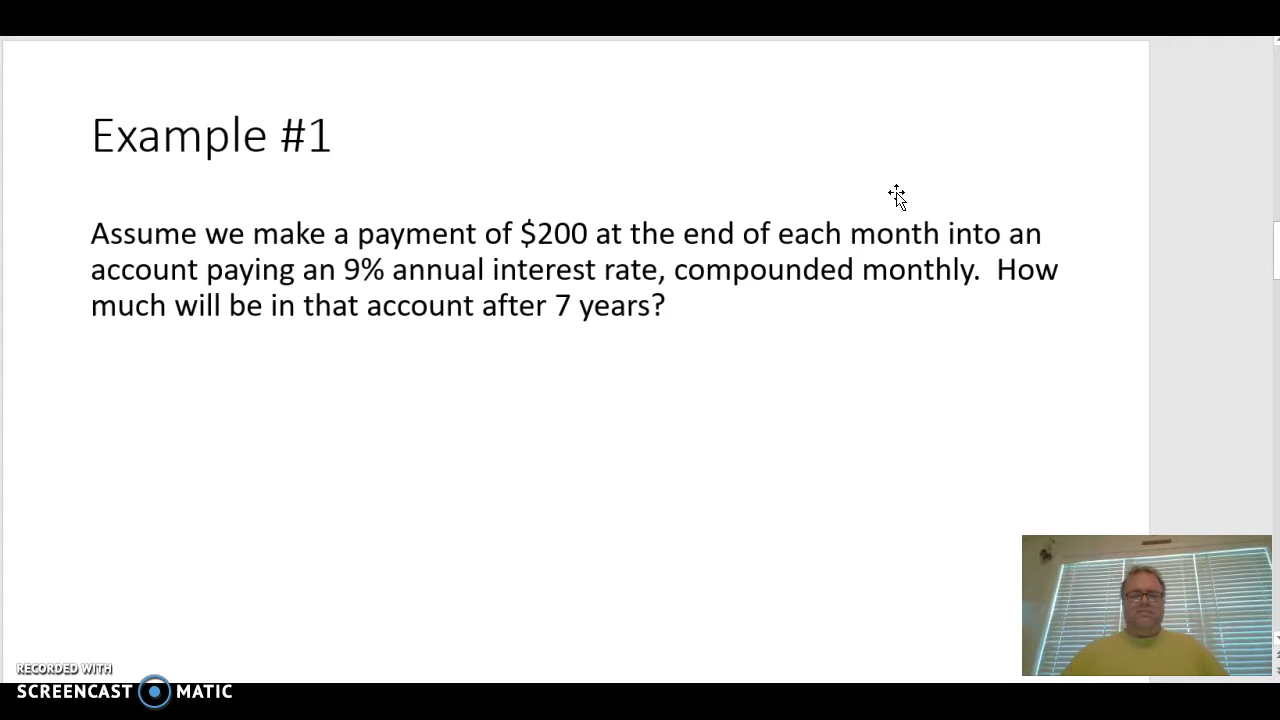 Example #1
Assume we make a payment of $200 at the end of each month into an
account paying an 9% annual interest rate, compounded monthly.  How
much will be in that account after 7 years?
RECORDED WITH
SCREENCAST MATIC